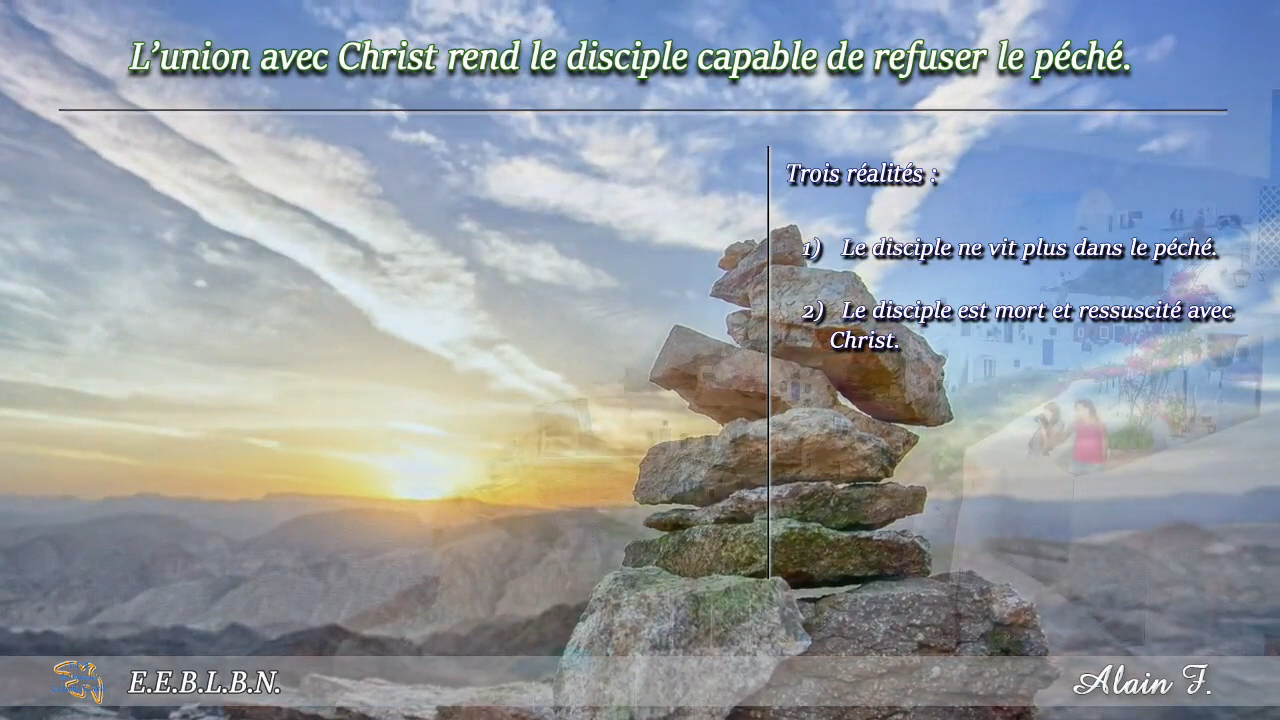 L’union avec Christ rend le disciple capable de refuser le péché.
Trois réalités :
1) Le disciple ne vit plus dans le péché.
2) Le disciple est mort et ressuscité avec
Christ.
E.E.B.L.B.N.
Alain F.